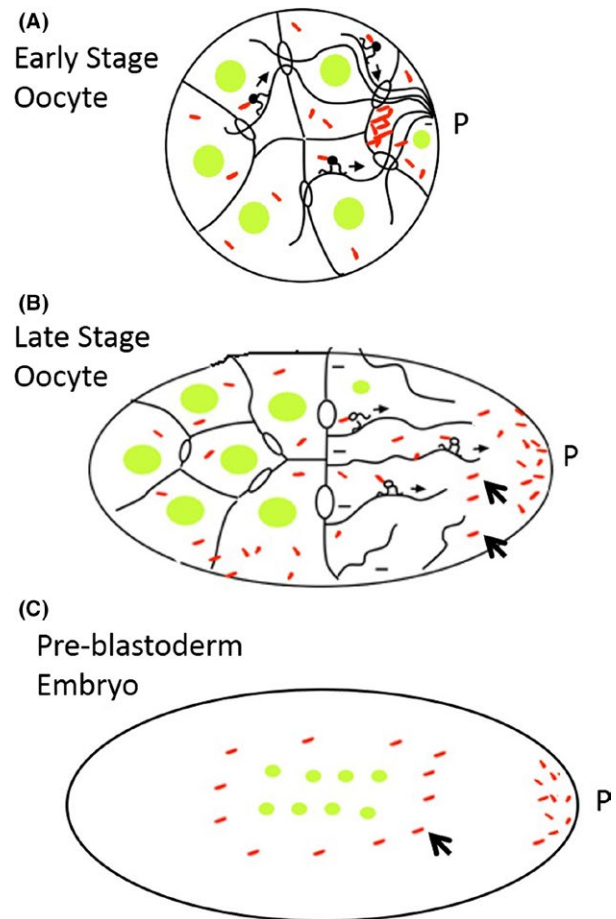 (A)
Early Stage
Oocyte
P
(B)
Late Stage
Oocyte
P
(C)
Pre-blastoderm
Embryo
P